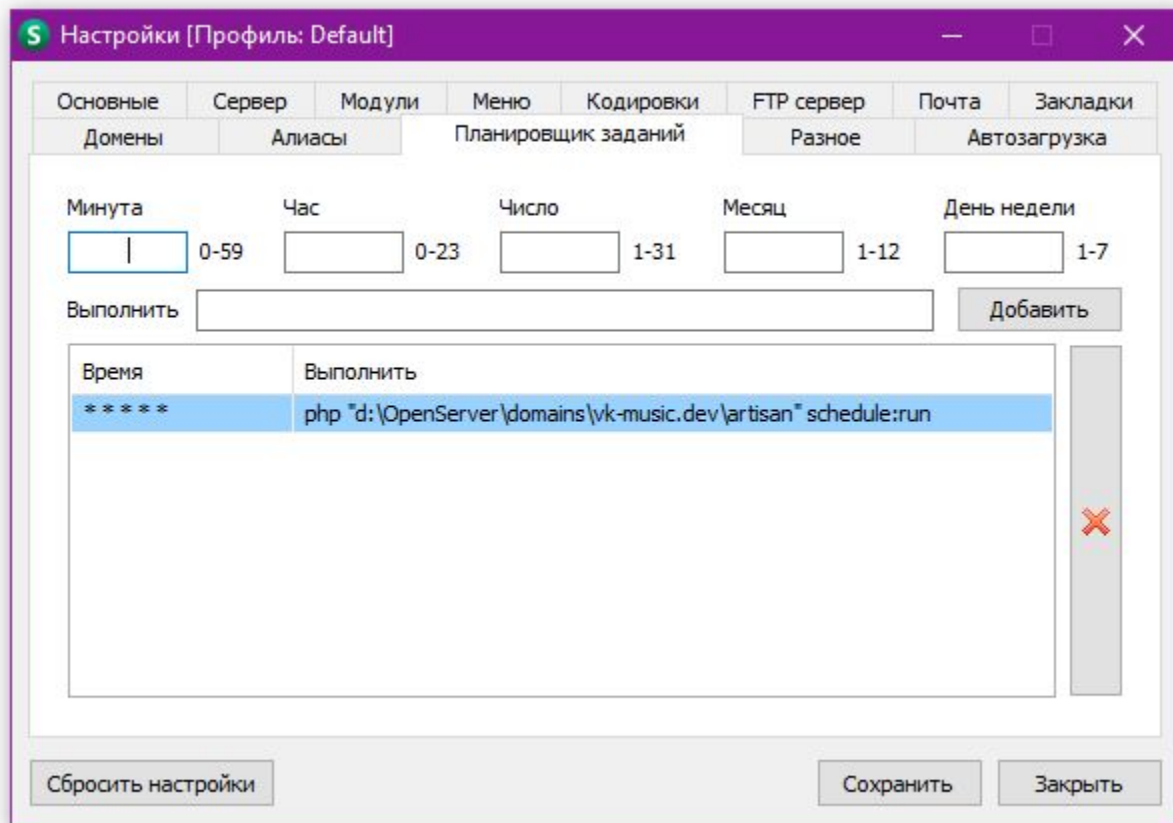 S Настройки [Профиль: Default]
Основные Сервер Модули Меню Кодировки FTP сервер Почта Закладки
Домены Алиасы Планировщик заданий Разное Автозагрузка
Минута Час Число Месяц День недели
0-59 0-23 1-31 1-12 1-7
Выполнить Добавить
Время Выполнить
* * * * * php "d:\OpenServer\domains\vk-music.dev\artisan" schedule:run
Сбросить настройки Сохранить Закрыть